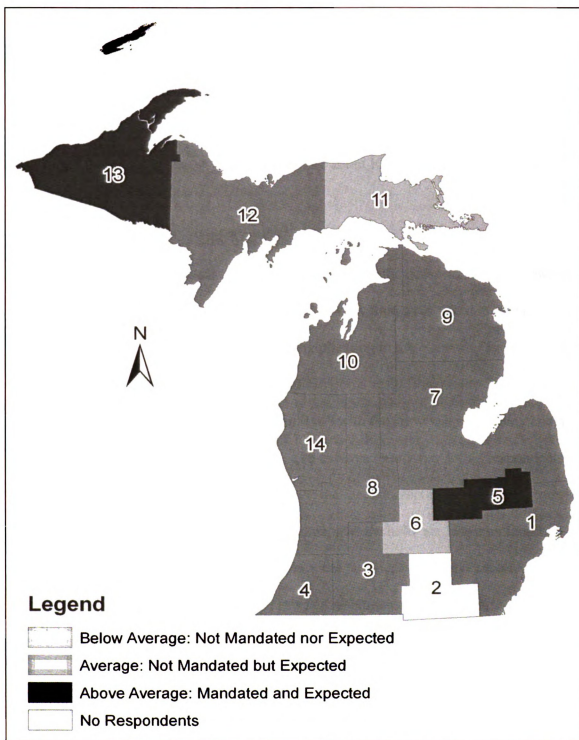 13
12
11
N
9
10
7
14
8
5
6
1
3
4
2
Legend
Below Average: Not Mandated nor Expected
Average: Not Mandated but Expected
Above Average: Mandated and Expected
No Respondents